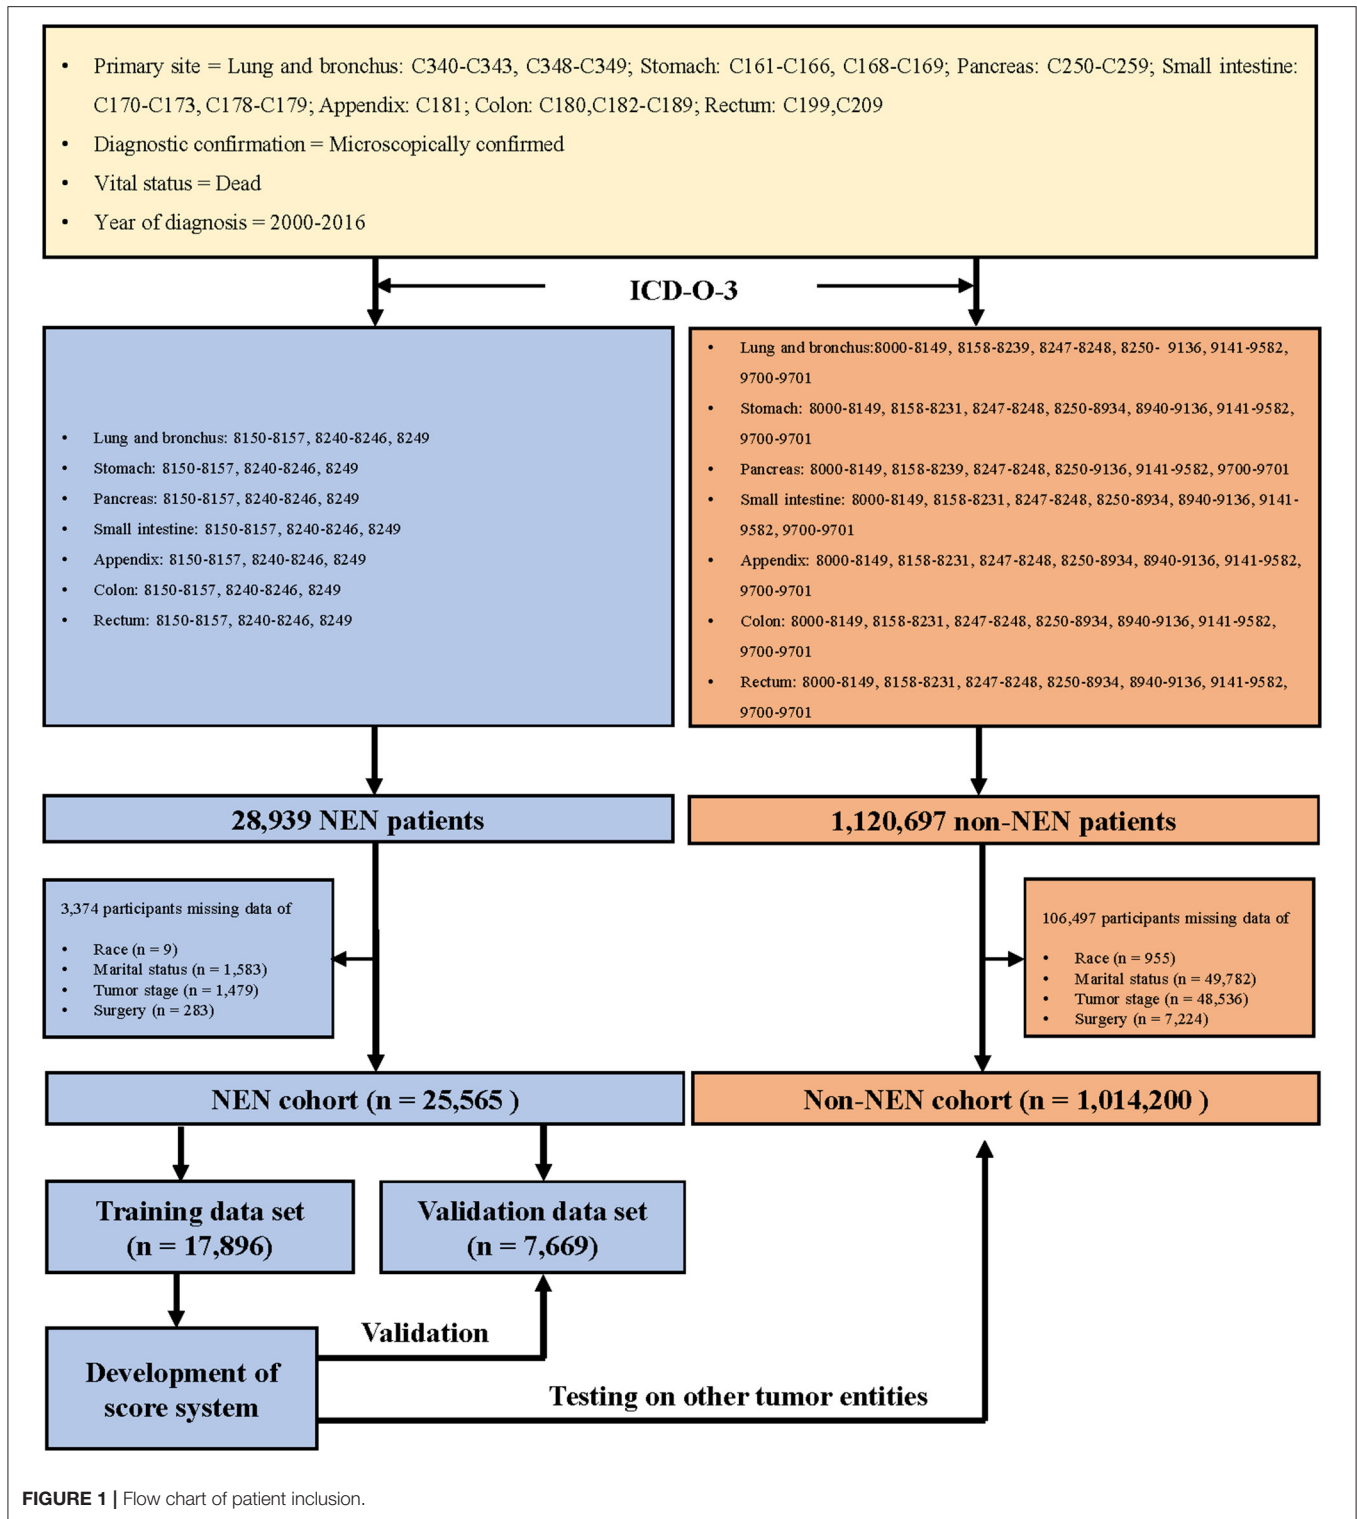 • Primary site = Lung and bronchus: C340-C343, C348-C349; Stomach: C161-C166, C168-C169; Pancreas: C250-C259; Small intestine:
C170-C173, C178-C179; Appendix: C181; Colon: C180,C182-C189; Rectum: C199,C209
• Diagnostic confirmation = Microscopically confirmed
• Vital status = Dead
• Year of diagnosis = 2000-2016
ICD-O-3
• Lung and bronchus: 8150-8157, 8240-8246, 8249
• Stomach: 8150-8157, 8240-8246, 8249
• Pancreas: 8150-8157, 8240-8246, 8249
• Small intestine: 8150-8157, 8240-8246, 8249
• Appendix: 8150-8157, 8240-8246, 8249
• Colon: 8150-8157, 8240-8246, 8249
• Rectum: 8150-8157, 8240-8246, 8249
• Lung and bronchus:8000-8149, 8158-8239, 8247-8248, 8250- 9136, 9141-9582,
9700-9701
• Stomach: 8000-8149, 8158-8231, 8247-8248, 8250-8934, 8940-9136, 9141-9582,
9700-9701
• Pancreas: 8000-8149, 8158-8239, 8247-8248, 8250-9136, 9141-9582, 9700-9701
• Small intestine: 8000-8149, 8158-8231, 8247-8248, 8250-8934, 8940-9136, 9141-
9582, 9700-9701
• Appendix: 8000-8149, 8158-8231, 8247-8248, 8250-8934, 8940-9136, 9141-9582,
9700-9701
• Colon: 8000-8149, 8158-8231, 8247-8248, 8250-8934, 8940-9136, 9141-9582,
9700-9701
• Rectum: 8000-8149, 8158-8231, 8247-8248, 8250-8934, 8940-9136, 9141-9582,
9700-9701
28,939 NEN patients
1,120,697 non-NEN patients
3,374 participants missing data of
• Race (n = 9)
• Marital status (n = 1,583)
• Tumor stage (n = 1,479)
• Surgery (n = 283)
106,497 participants missing data of
• Race (n = 955)
• Marital status (n = 49,782)
• Tumor stage (n = 48,536)
• Surgery (n = 7,224)
NEN cohort (n = 25,565 )
Non-NEN cohort (n = 1,014,200 )
Training data set
(n = 17,896)
Validation data set
(n = 7,669)
Validation
Development of
score system
Testing on other tumor entities
FIGURE 1 | Flow chart of patient inclusion.